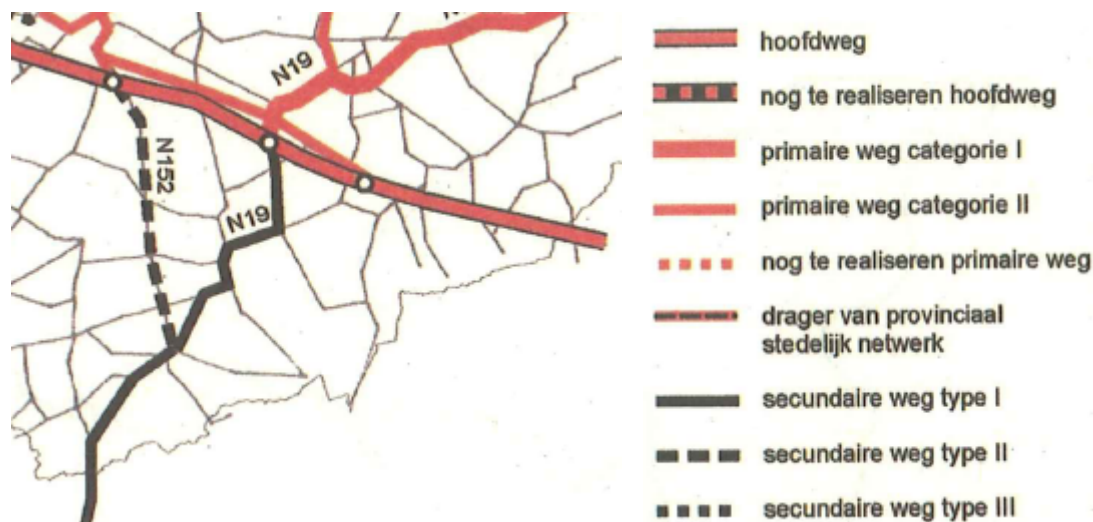 N19
N152
N19
hoofdweg
nog te realiseren hoofdweg
primaire weg categorie I
primaire weg categorie II
nog te realiseren primaire weg
drager van provinciaal
stedelijk netwerk
secundaire weg type I
secundaire weg type II
secundaire weg type III